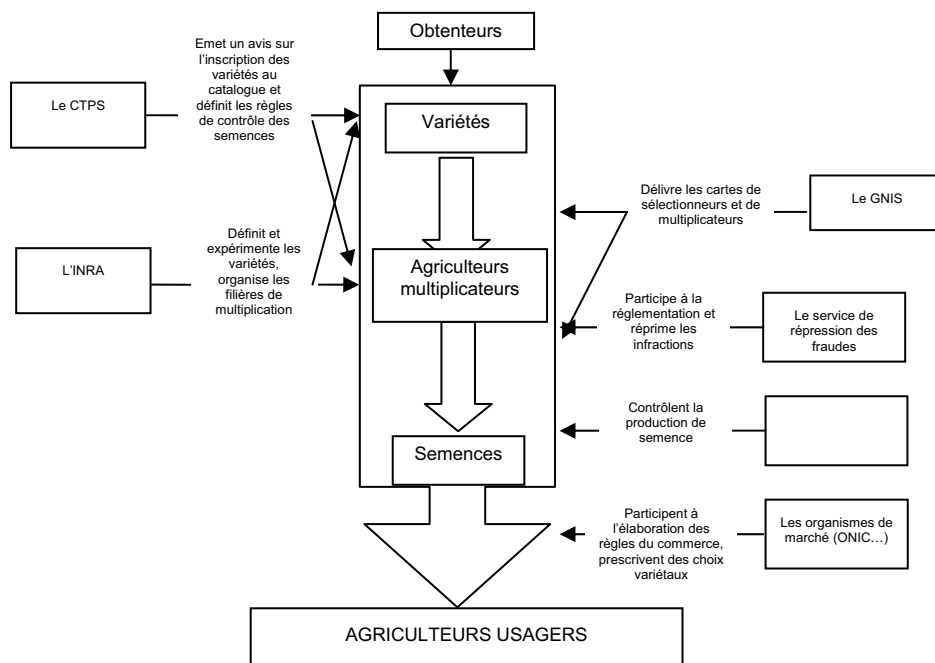 Obtenteurs
Emet un avis sur
l'inscription des
variétés au
catalogue et
définit les règles
de contrôle des
semences
Le CTPS
Variétés
Délivre les cartes de
sélectionneurs et de
multiplicateurs
Le GNIS
Définit et
expérimente les
variétés,
organise les
filières de
multiplication
L'INRA
Agriculteurs
multiplicateurs
Participe à la
réglementation et
réprime les
infractions
Le service de
répression des
fraudes
Contrôlent la
production de
semence
Semences
Participent à
l'élaboration des
règles du commerce,
prescrivent des choix
variétaux
Les organismes de
marché (ONIC…)
AGRICULTEURS USAGERS